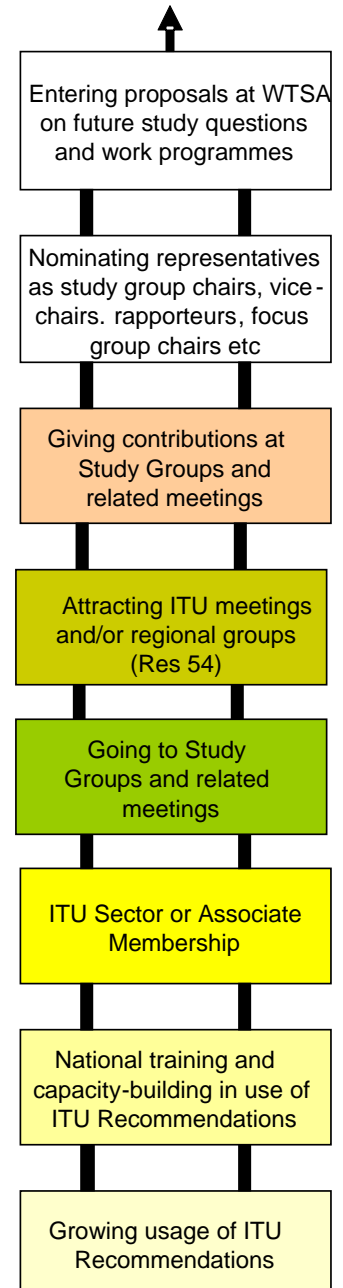 Entering proposals at WTSA
on future study questions
and work programmes
Nominating representatives
as study group chairs, vice-
chairs. rapporteurs, focus
group chairs etc
Giving contributions at
Study Groups and
related meetings
Attracting ITU meetings
and/or regional groups
(Res 54)
Going to Study
Groups and related
meetings
ITU Sector or Associate
Membership
National training and
capacity-building in use of
ITU Recommendations
Growing usage of ITU
Recommendations